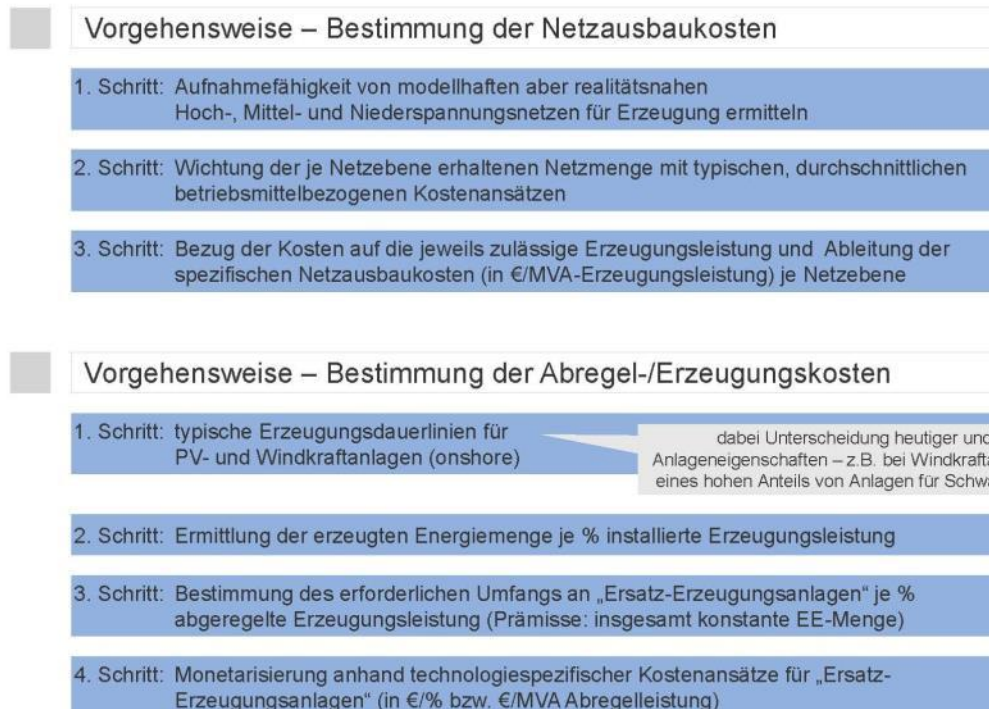 Vorgehensweise – Bestimmung der Netzausbaukosten
1. Schritt: Aufnahmefähigkeit von modellhaften aber realitätsnahen
Hoch-, Mittel- und Niederspannungsnetzen für Erzeugung ermitteln
2. Schritt: Wichtung der je Netzebene erhaltenen Netzmenge mit typischen, durchschnittlichen
betriebsmittelbezogenen Kostenansätzen
3. Schritt: Bezug der Kosten auf die jeweils zulässige Erzeugungsleistung und Ableitung der
spezifischen Netzausbaukosten (in €/MVA-Erzeugungsleistung) je Netzebene
Vorgehensweise – Bestimmung der Abregel-/Erzeugungskosten
1. Schritt: typische Erzeugungsdauerlinien für
PV- und Windkraftanlagen (onshore)
dabei Unterscheidung heutiger und
Anlageneigenschaften – z.B. bei Windkrafta
eines hohen Anteils von Anlagen für Schwa
2. Schritt: Ermittlung der erzeugten Energiemenge je % installierte Erzeugungsleistung
3. Schritt: Bestimmung des erforderlichen Umfangs an „Ersatz-Erzeugungsanlagen“ je %
abgeregelte Erzeugungsleistung (Prämisse: insgesamt konstante EE-Menge)
4. Schritt: Monetarisierung anhand technologiespezifischer Kostenansätze für „Ersatz-
Erzeugungsanlagen“ (in €/% bzw. €/MVA Abregelleistung)